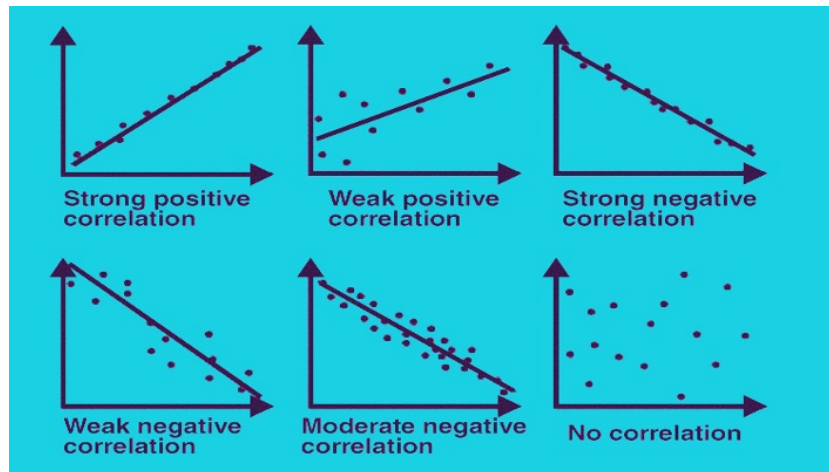 Strong positive
correlation
Weak positive
correlation
Strong negative
correlation
Weak negative
correlation
Moderate negative
correlation
No correlation